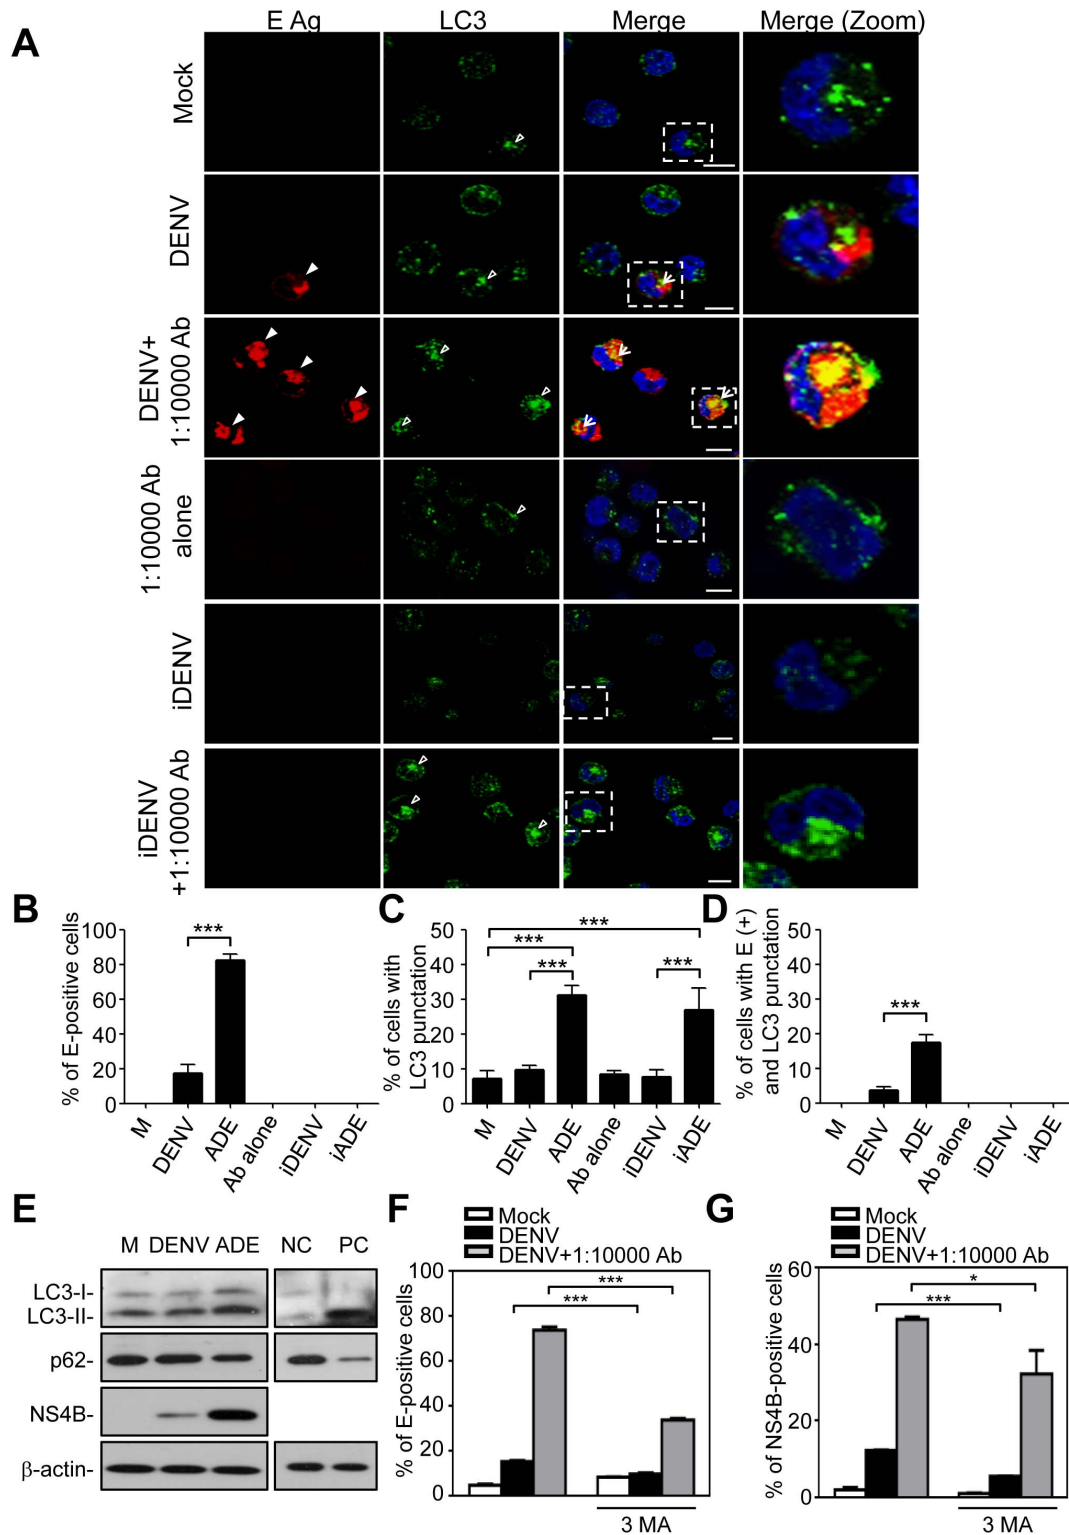 A
E Ag
LC3
Merge
Merge (Zoom)
Mock
DENV
DENV+
1:10000 Ab
1:10000 Ab
alone
iDENV
iDENV
+1:10000 Ab
B
% of E-positive cells
100
80
60
40
20
0
***
M
DENV
ADE
Ab alone
iDENV
iADE
C
% of cells with
LC3 punctation
50
40
30
20
10
0
***
***
***
***
M
DENV
ADE
Ab alone
iDENV
iADE
D
% of cells with E (+)
and LC3 punctation
50
40
30
20
10
0
***
M
DENV
ADE
Ab alone
iDENV
iADE
E
M DENV ADE NC PC
LC3-I-
LC3-II-
p62-
NS4B-
β-actin-
F
Mock
DENV
DENV+1:10000 Ab
% of E-positive cells
100
80
60
40
20
0
***
***
3 MA
G
Mock
DENV
DENV+1:10000 Ab
% of NS4B-positive cells
60
40
20
0
*
***
3 MA